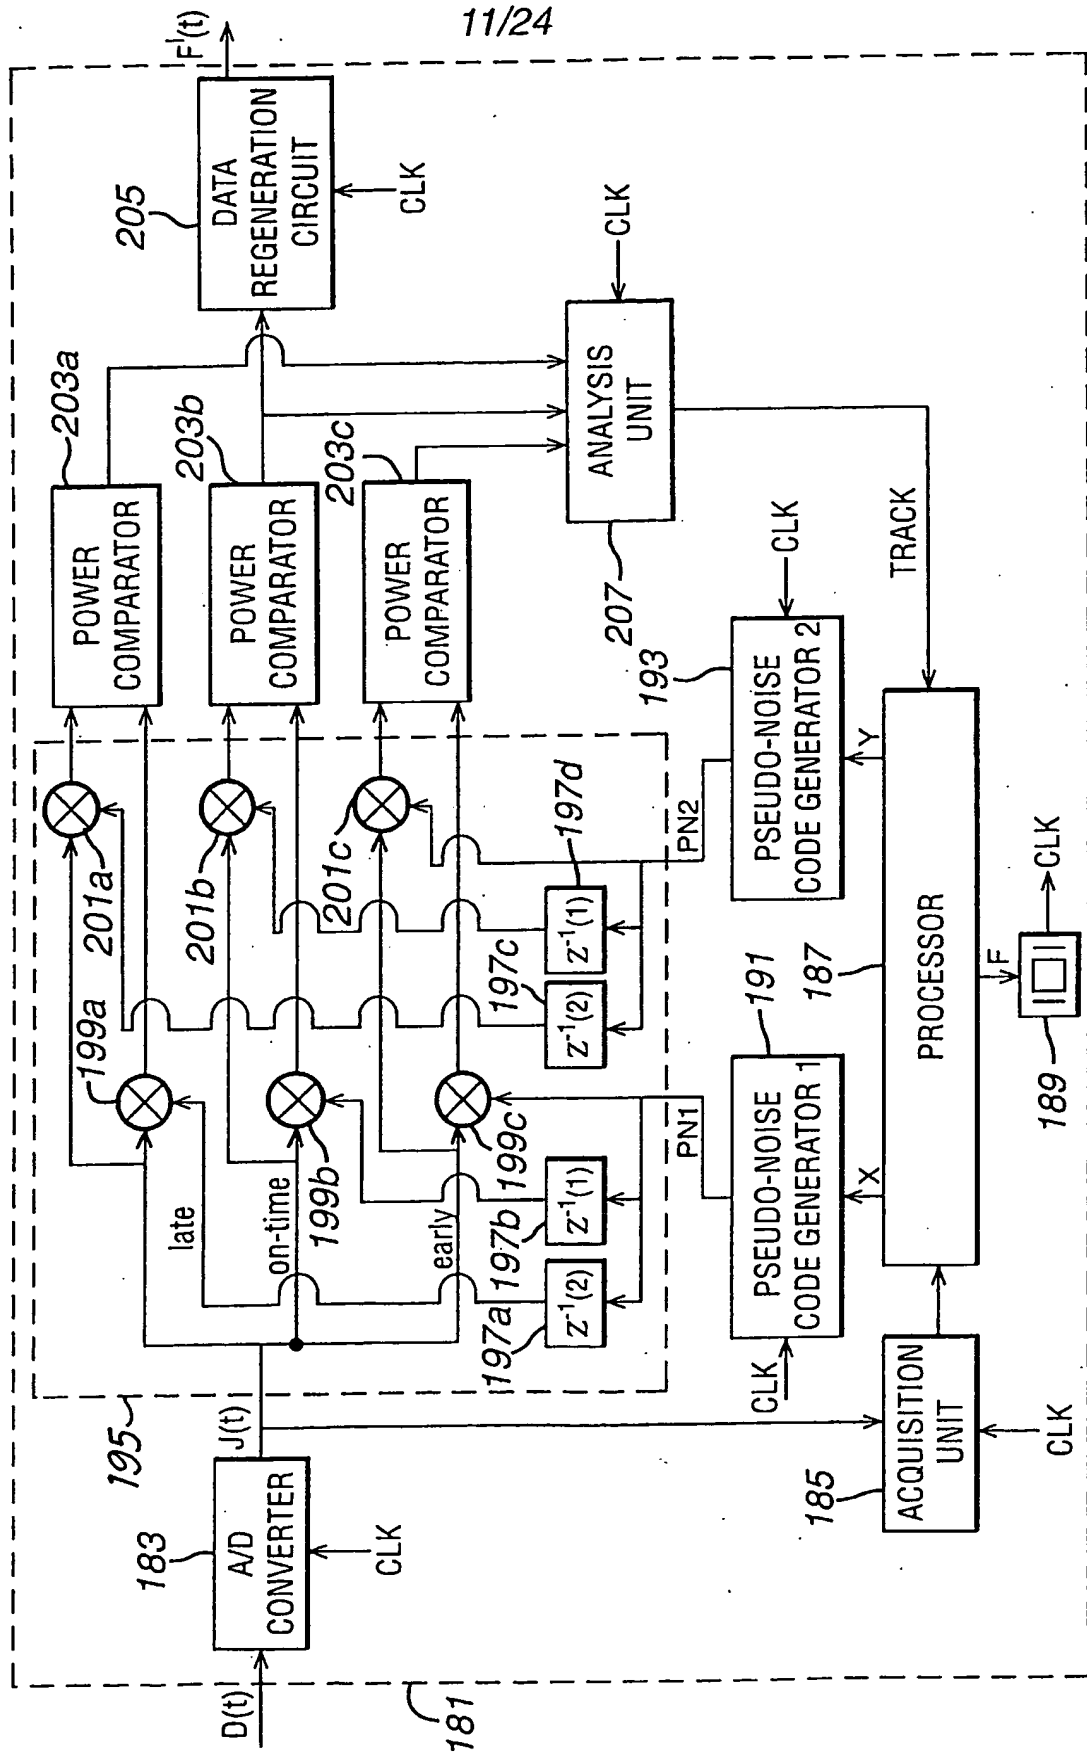 11/24
D(t)
181
183
A/D
CONVERTER
CLK
J(t)
195
late
on-time
early
199a
199b
199c
201a
201b
201c
197a
Z⁻¹(2)
197b
Z⁻¹(1)
197c
Z⁻¹(2)
197d
Z⁻¹(1)
203a
POWER
COMPARATOR
203b
POWER
COMPARATOR
203c
POWER
COMPARATOR
205
DATA
REGENERATION
CIRCUIT
CLK
F'(t)
207
ANALYSIS
UNIT
CLK
TRACK
PN1
PN2
191
PSEUDO-NOISE
CODE GENERATOR 1
CLK
193
PSEUDO-NOISE
CODE GENERATOR 2
CLK
X
Y
185
ACQUISITION
UNIT
CLK
187
PROCESSOR
F
189
CLK